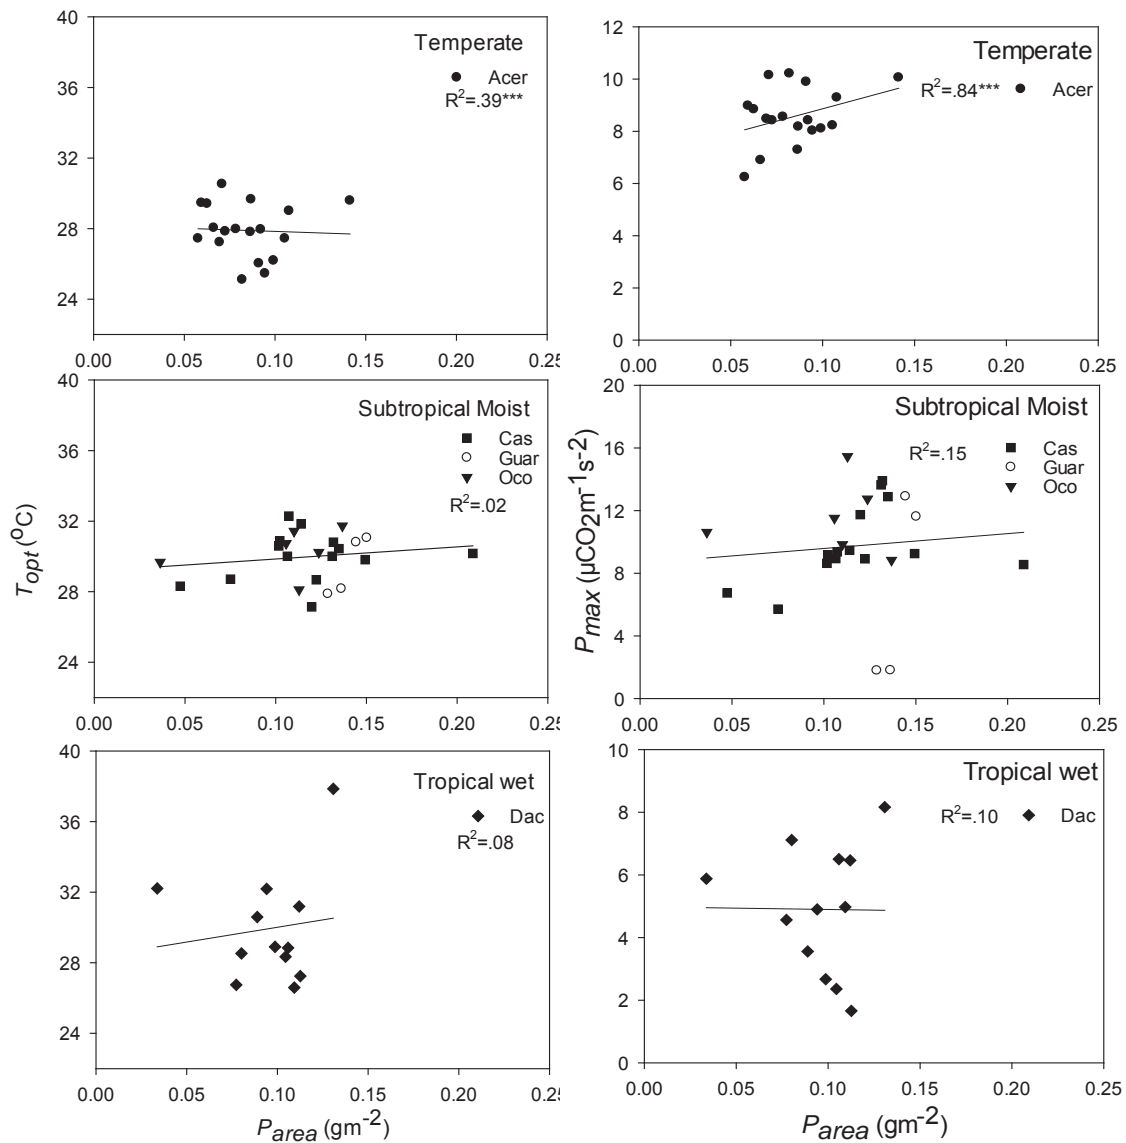 40
36
32
28
24
0.00 0.05 0.10 0.15 0.20 0.25
Temperate
Acer
R²=.39***
12
10
8
6
4
2
0
0.00 0.05 0.10 0.15 0.20 0.25
Temperate
R²=.84*** Acer
T_opt (°C)
40
36
32
28
24
0.00 0.05 0.10 0.15 0.20 0.25
Subtropical Moist
Cas
Guar
Oco
R²=.02
P_max (µCO₂m⁻¹s⁻²)
20
16
12
8
4
0
0.00 0.05 0.10 0.15 0.20 0.25
Subtropical Moist
R²=.15
Cas
Guar
Oco
40
36
32
28
24
0.00 0.05 0.10 0.15 0.20 0.25
Tropical wet
Dac
R²=.08
P_area (gm⁻²)
10
8
6
4
2
0
0.00 0.05 0.10 0.15 0.20 0.25
Tropical wet
R²=.10 Dac
P_area (gm⁻²)